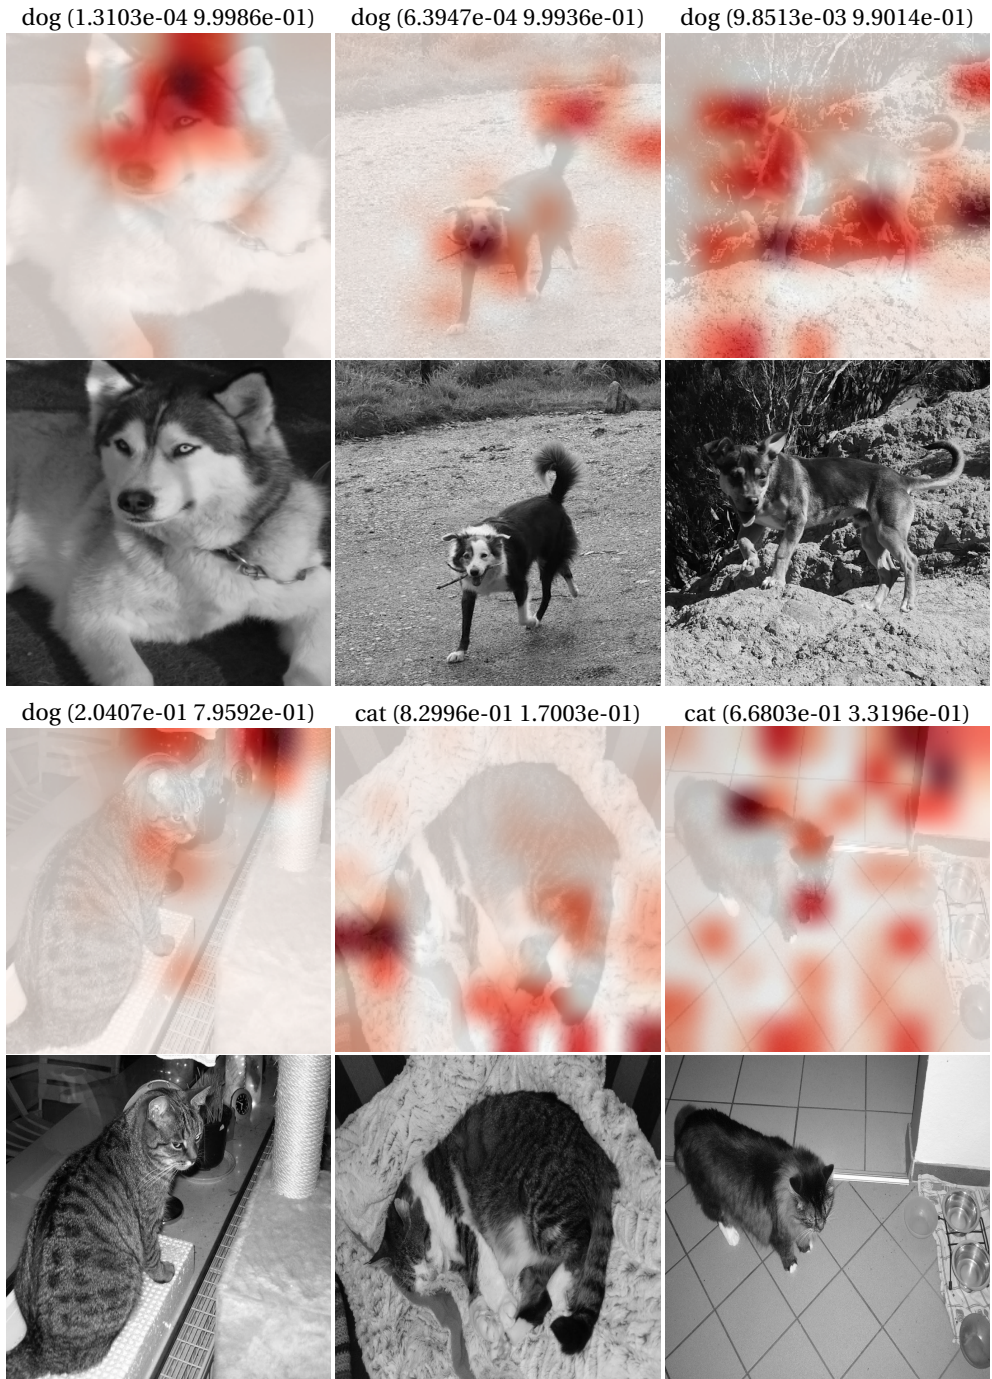 dog (1.3103e-04 9.9986e-01)
dog (6.3947e-04 9.9936e-01)
dog (9.8513e-03 9.9014e-01)
dog (2.0407e-01 7.9592e-01)
cat (8.2996e-01 1.7003e-01)
cat (6.6803e-01 3.3196e-01)